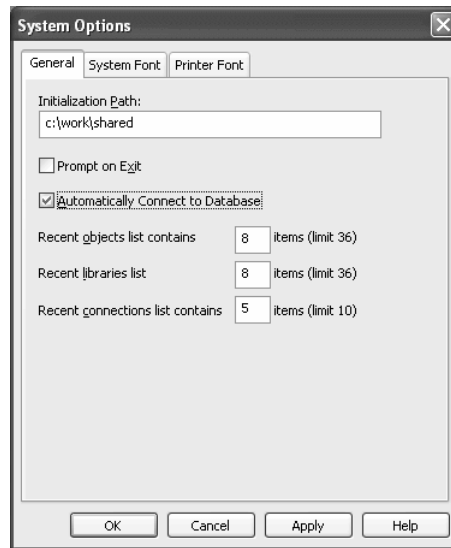 System Options
General System Font Printer Font
Initialization Path:
c:\work\shared
Prompt on Exit
Automatically Connect to Database
Recent objects list contains 8 items (limit 36)
Recent libraries list 8 items (limit 36)
Recent connections list contains 5 items (limit 10)
OK Cancel Apply Help